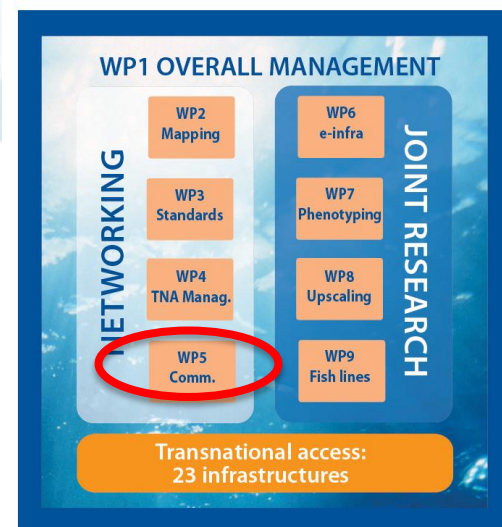 WP1 OVERALL MANAGEMENT
NETWORKING
WP2
Mapping
WP3
Standards
WP4
TNA Manag.
WP5
Comm.
WP6
e-infra
WP7
Phenotyping
WP8
Upscaling
WP9
Fish lines
JOINT RESEARCH
Transnational access:
23 infrastructures